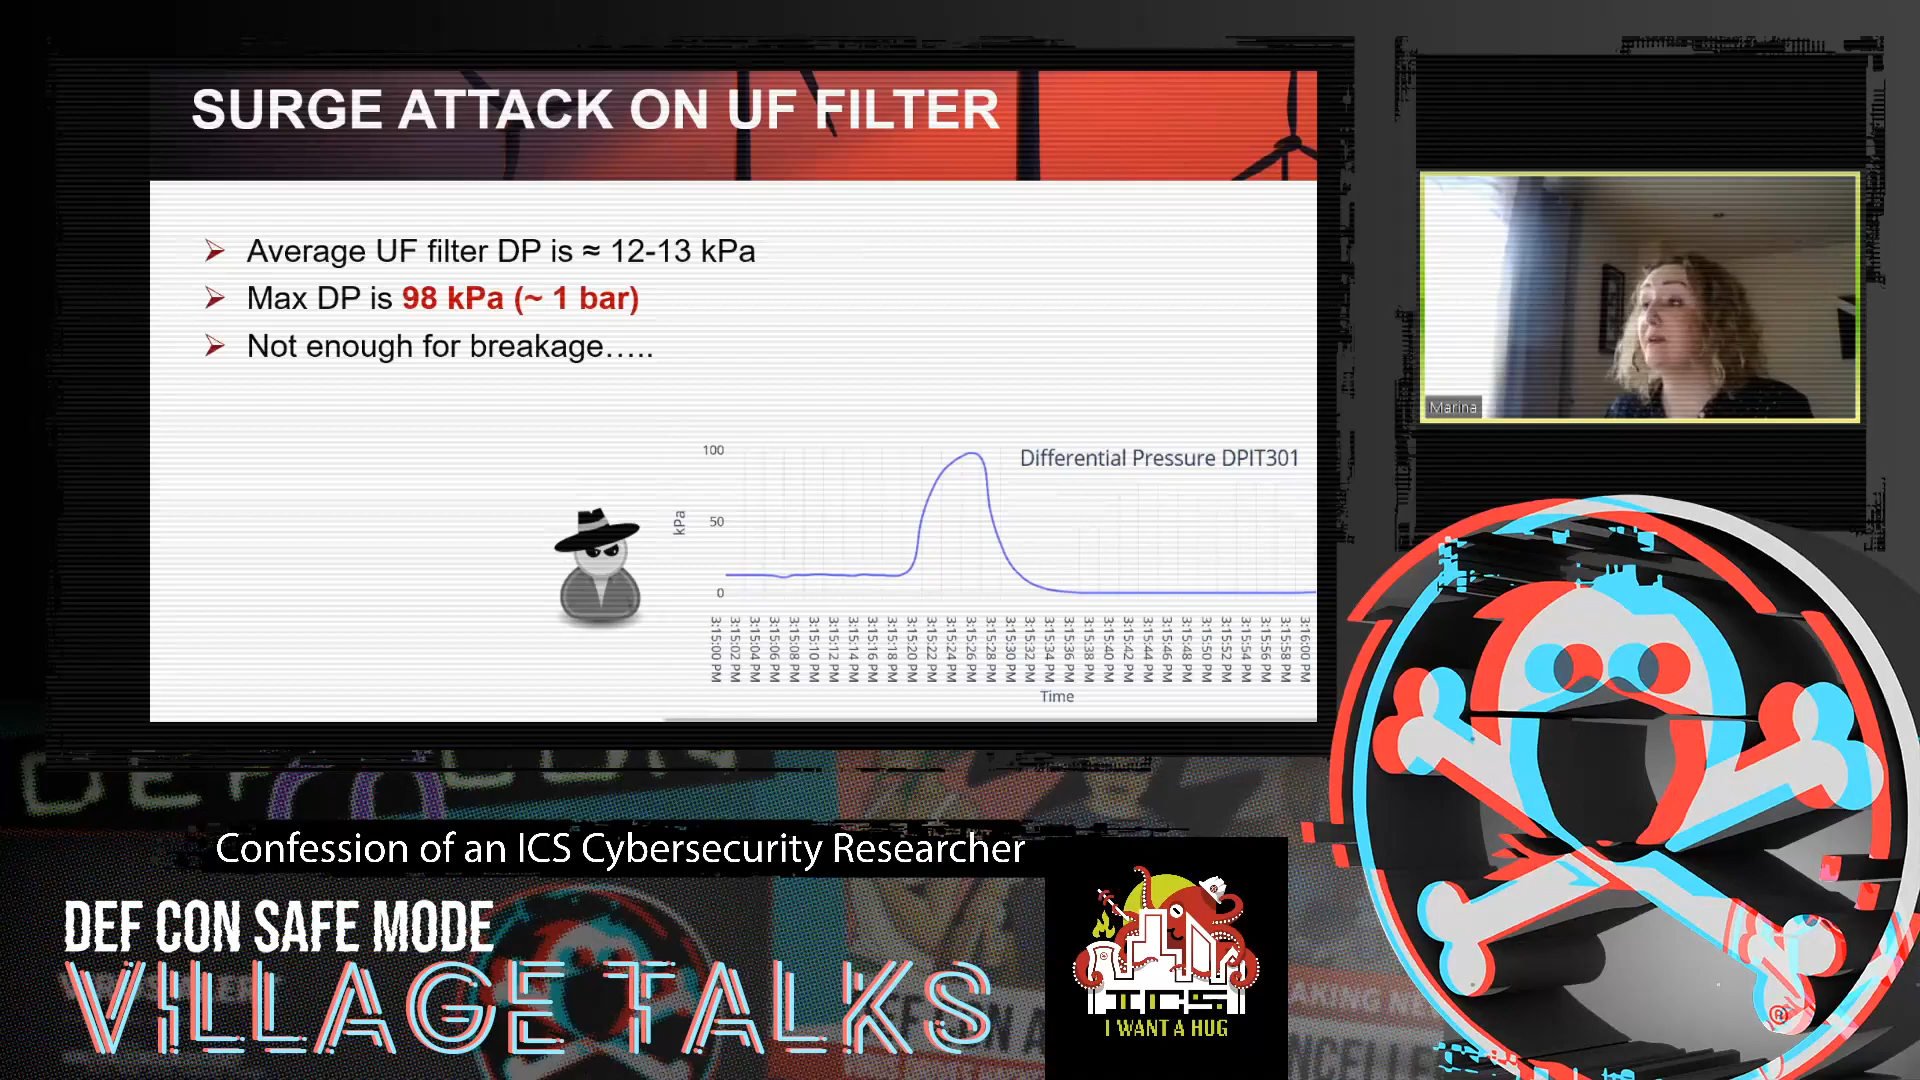 SURGE ATTACK ON UF FILTER
Average UF filter DP is ≈ 12-13 kPa
Max DP is 98 kPa (~ 1 bar)
Not enough for breakage…..
Differential Pressure DPIT301
100
50
0
kPa
3:15:00 PM
3:15:02 PM
3:15:04 PM
3:15:06 PM
3:15:08 PM
3:15:10 PM
3:15:12 PM
3:15:14 PM
3:15:16 PM
3:15:18 PM
3:15:20 PM
3:15:22 PM
3:15:24 PM
3:15:26 PM
3:15:28 PM
3:15:30 PM
3:15:32 PM
3:15:34 PM
3:15:36 PM
3:15:38 PM
3:15:40 PM
3:15:42 PM
3:15:44 PM
3:15:46 PM
3:15:48 PM
3:15:50 PM
3:15:52 PM
3:15:54 PM
3:15:56 PM
3:15:58 PM
3:16:00 PM
Time
Marina
Confession of an ICS Cybersecurity Researcher
DEF CON SAFE MODE
VILLAGE TALKS
ICS
I WANT A HUG
®